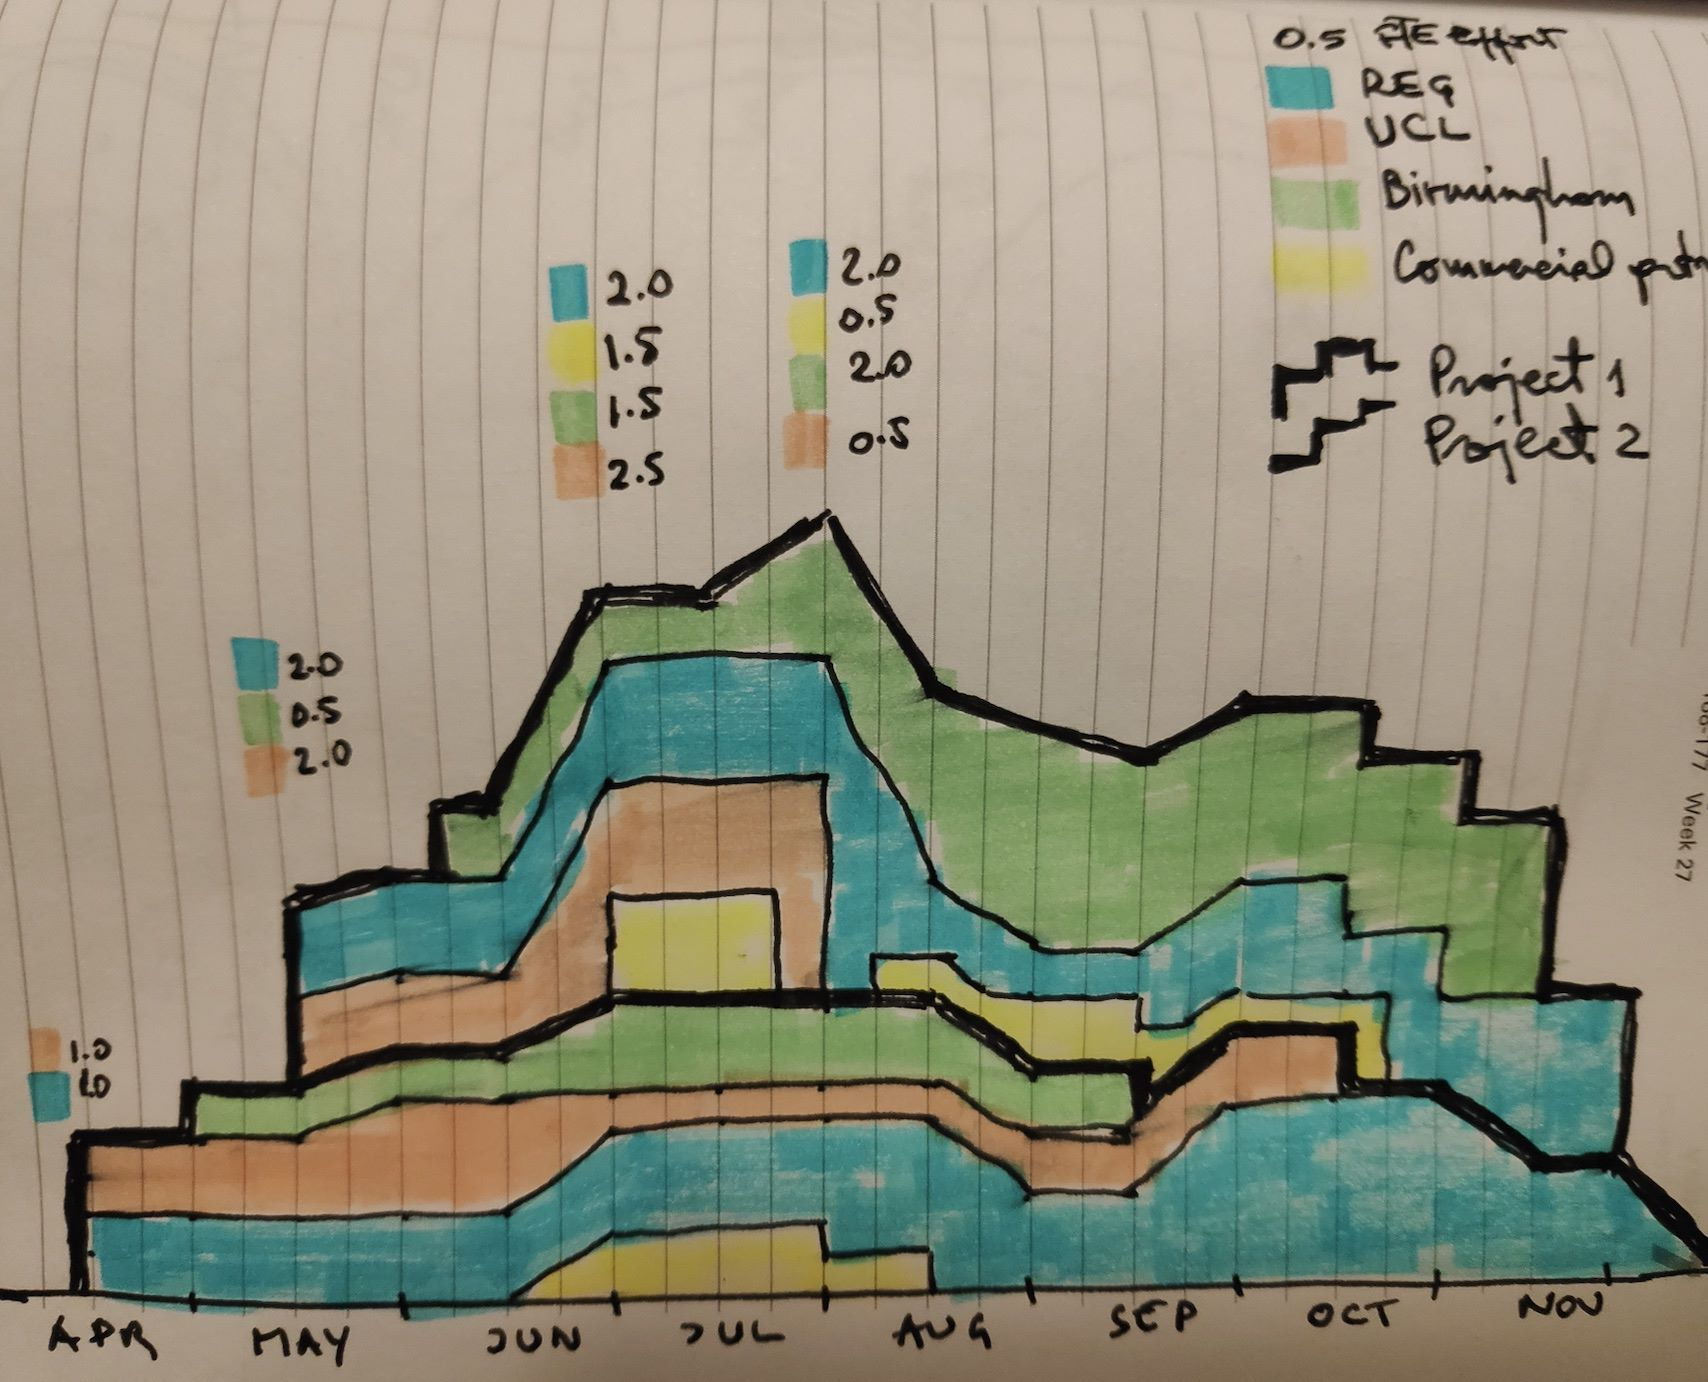 0.5 FTE effort
REG
UCL
Birmingham
Commercial
Project 1
Project 2
2.0
1.5
1.5
2.5
2.0
0.5
2.0
0.5
2.0
0.5
2.0
1.0
1.0
APR MAY JUN JUL AUG SEP OCT NOV
Week 27